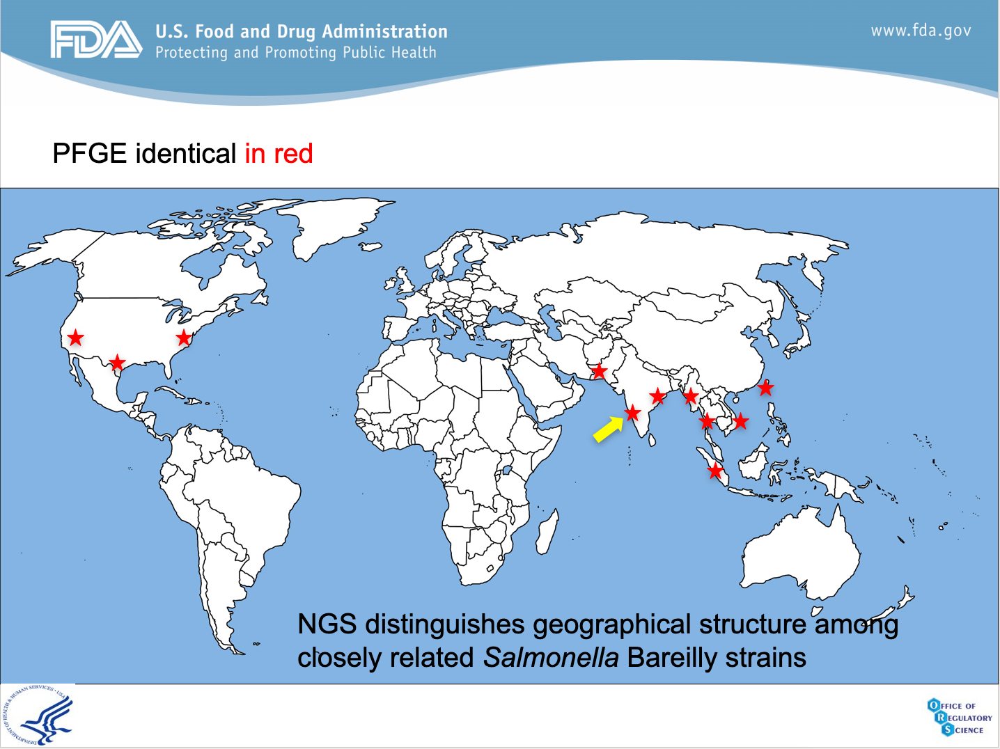 FDA U.S. Food and Drug Administration
Protecting and Promoting Public Health
www.fda.gov
PFGE identical in red
NGS distinguishes geographical structure among
closely related Salmonella Bareilly strains
DEPARTMENT OF HEALTH & HUMAN SERVICES • USA
OFFICE OF
REGULATORY
SCIENCE